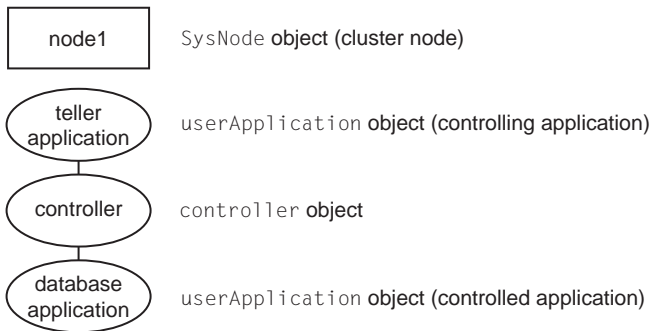 node1 SysNode object (cluster node)
teller
application
userApplication object (controlling application)
controller controller object
database
application
userApplication object (controlled application)